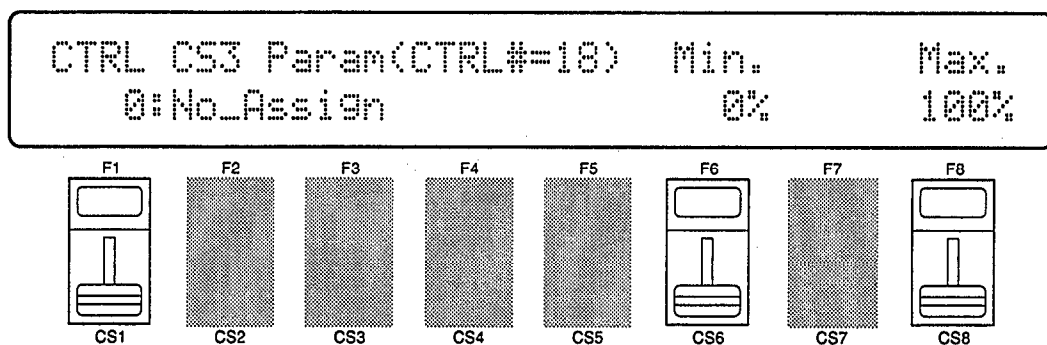 CTRL CS3 Param(CTRL#=18) Min. Max.
0:No_Assign 0% 100%
F1 F2 F3 F4 F5 F6 F7 F8
CS1 CS2 CS3 CS4 CS5 CS6 CS7 CS8